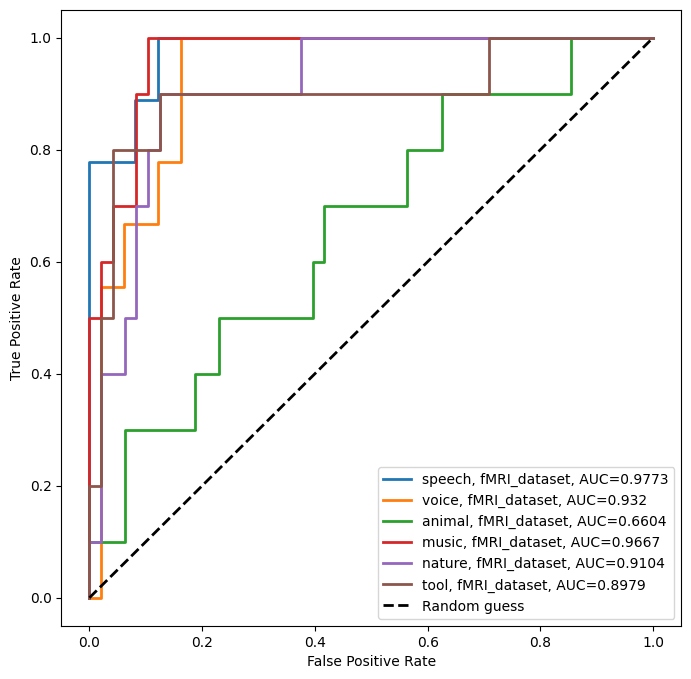 1.0
0.8
0.6
0.4
0.2
0.0
True Positive Rate
speech, fMRI_dataset, AUC=0.9773
voice, fMRI_dataset, AUC=0.932
animal, fMRI_dataset, AUC=0.6604
music, fMRI_dataset, AUC=0.9667
nature, fMRI_dataset, AUC=0.9104
tool, fMRI_dataset, AUC=0.8979
Random guess
0.0 0.2 0.4 0.6 0.8 1.0
False Positive Rate